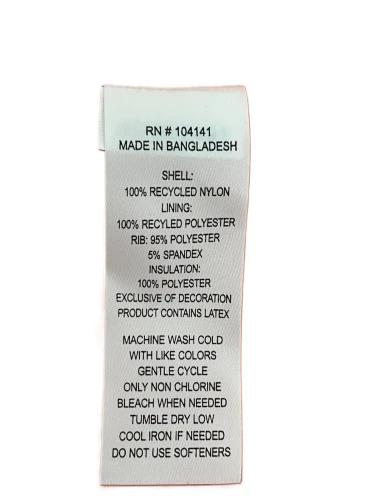 RN # 104141
MADE IN BANGLADESH
SHELL:
100% RECYCLED NYLON
LINING:
100% RECYLED POLYESTER
RIB: 95% POLYESTER
5% SPANDEX
INSULATION:
100% POLYESTER
EXCLUSIVE OF DECORATION
PRODUCT CONTAINS LATEX
MACHINE WASH COLD
WITH LIKE COLORS
GENTLE CYCLE
ONLY NON CHLORINE
BLEACH WHEN NEEDED
TUMBLE DRY LOW
COOL IRON IF NEEDED
DO NOT USE SOFTENERS